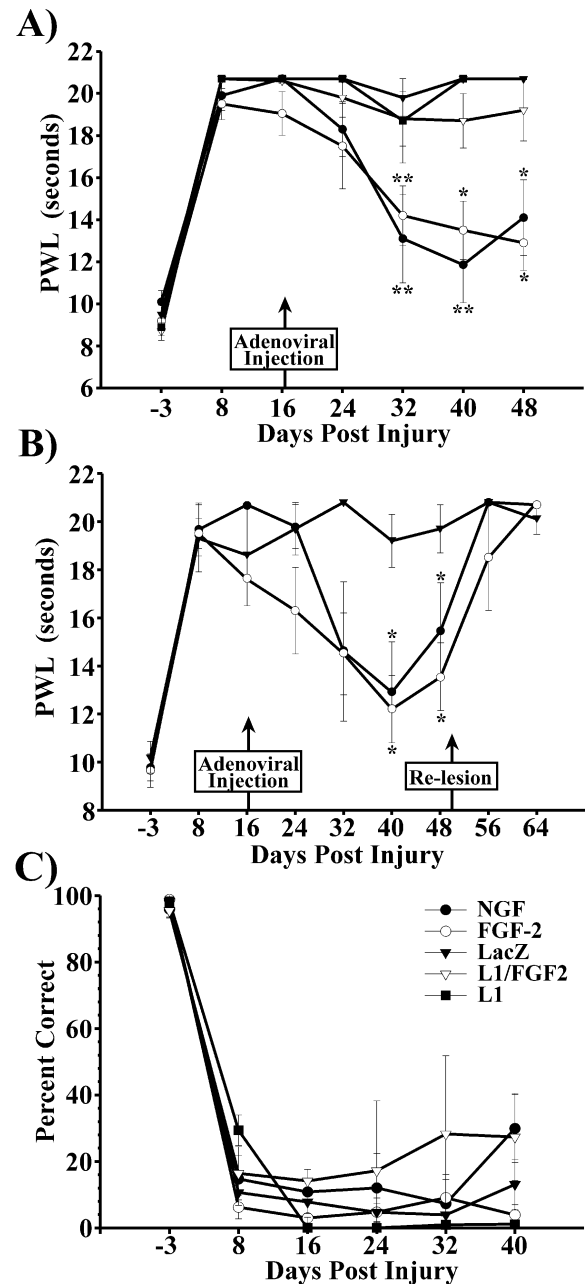 A)
22
20
18
16
14
12
10
8
6
PWL (seconds)
**
*
*
**
**
*
Adenoviral
Injection
-3 8 16 24 32 40 48
Days Post Injury
B)
22
20
18
16
14
12
10
8
PWL (seconds)
*
*
*
*
Adenoviral
Injection
Re-lesion
-3 8 16 24 32 40 48 56 64
Days Post Injury
C)
100
80
60
40
20
0
Percent Correct
NGF
FGF-2
LacZ
L1/FGF2
L1
-3 8 16 24 32 40
Days Post Injury